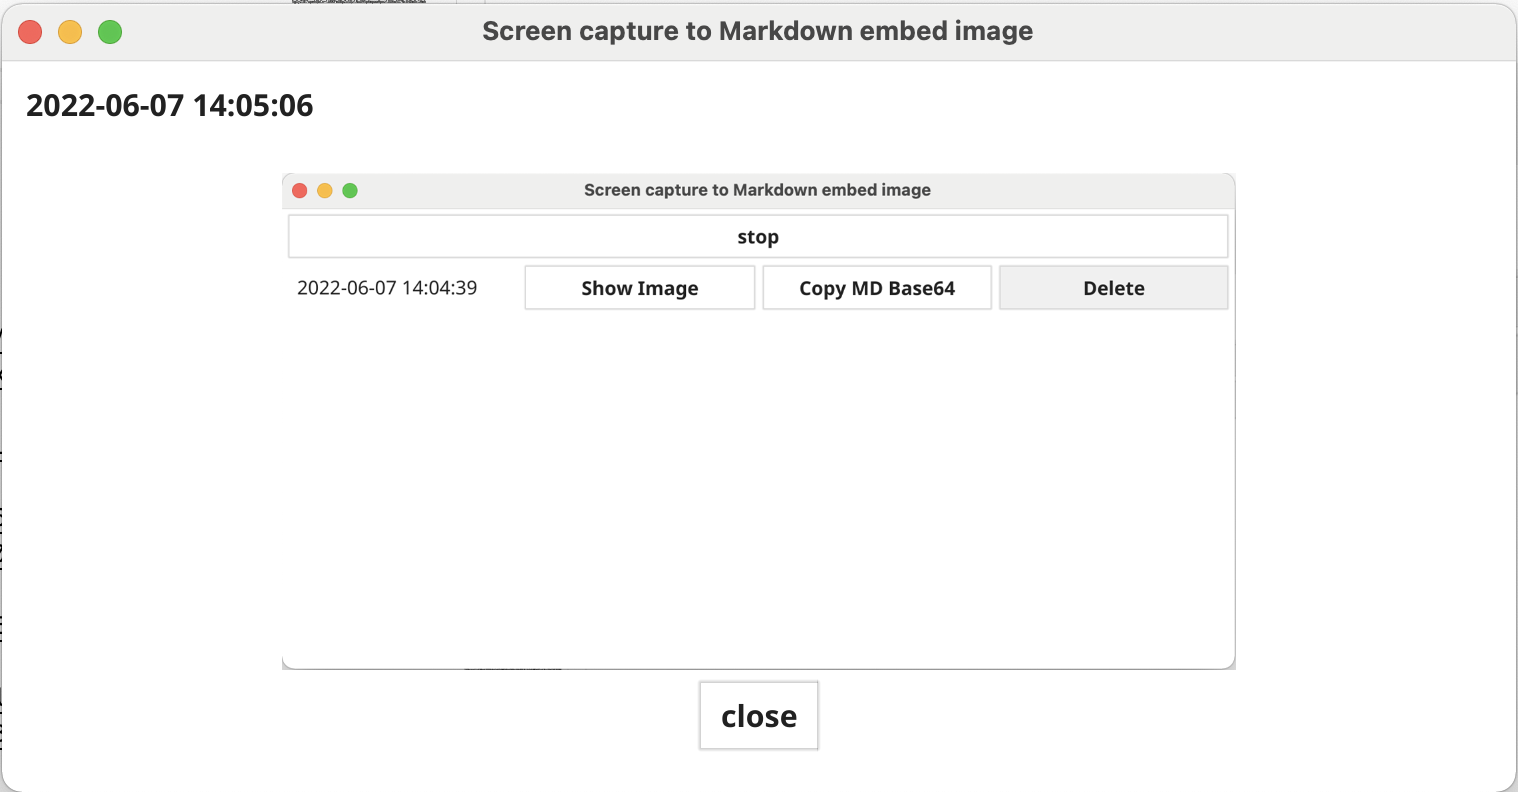 Screen capture to Markdown embed image
2022-06-07 14:05:06
Screen capture to Markdown embed image
stop
2022-06-07 14:04:39 Show Image Copy MD Base64 Delete
close